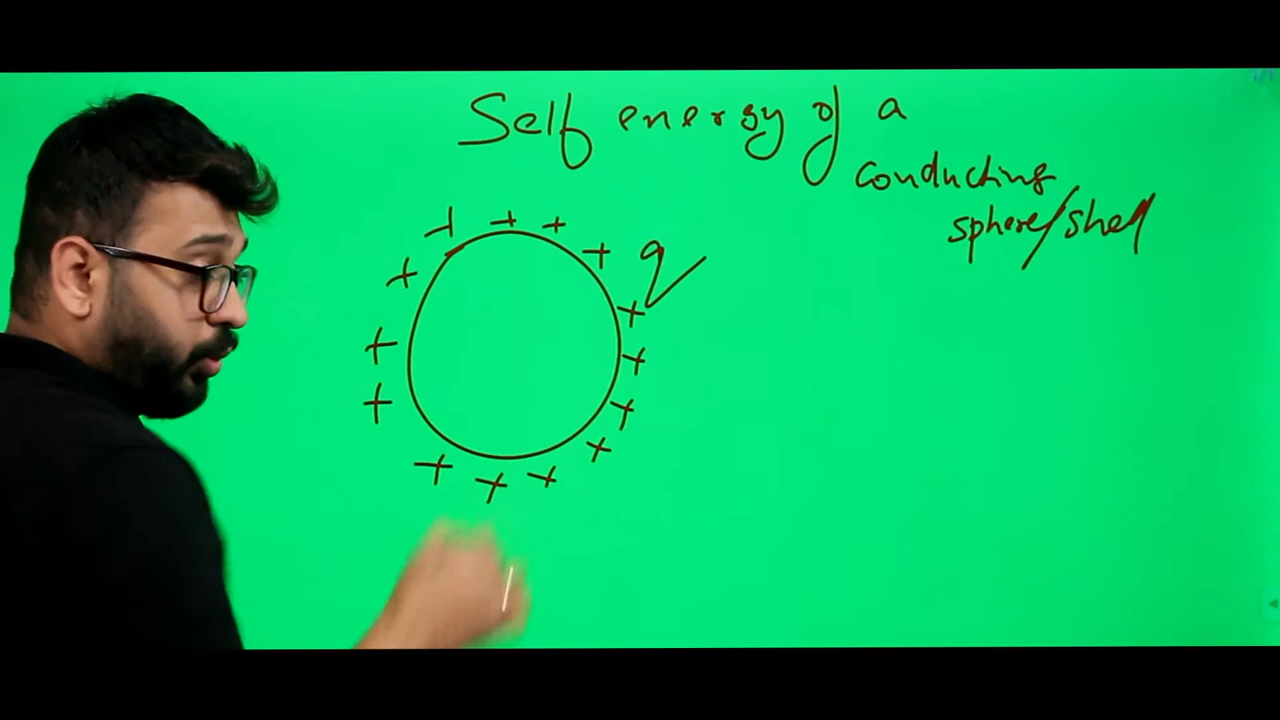 Self energy of a
conducting
sphere/shell
+ + + +
+ q
+ +
+ +
+ +
+ +
+ + +